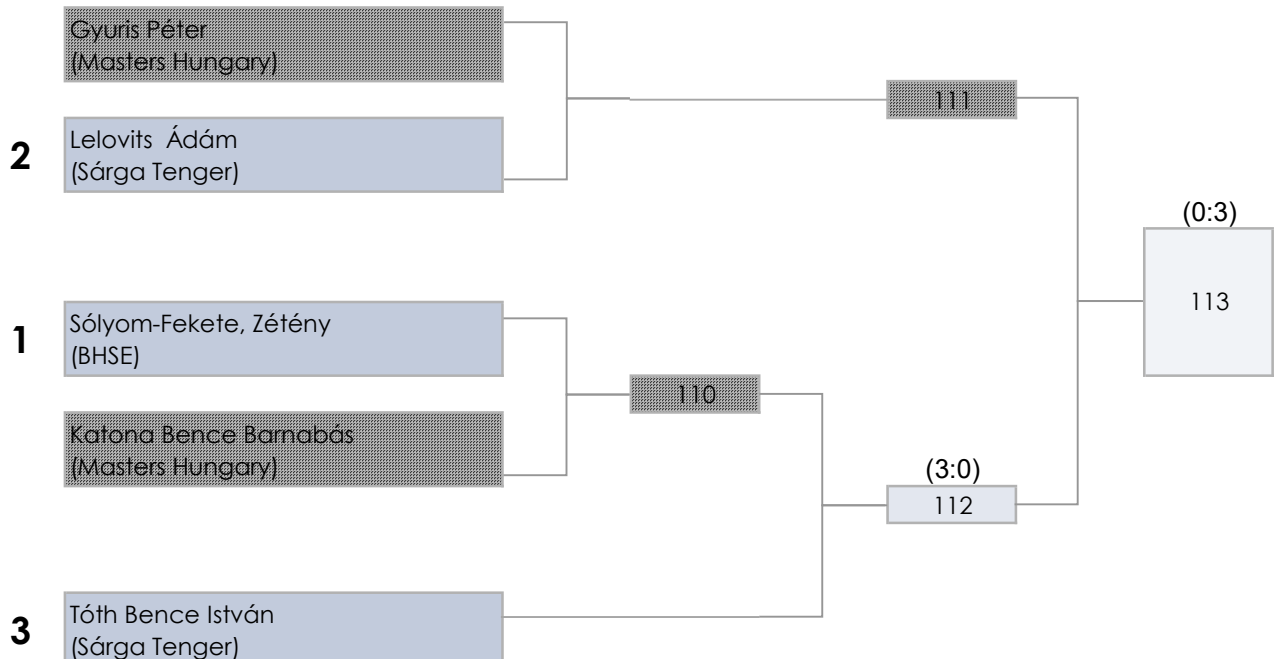 Gyuris Péter
(Masters Hungary)
111
2
Lelovits Ádám
(Sárga Tenger)
(0:3)
113
1
Sólyom-Fekete, Zétény
(BHSE)
110
Katona Bence Barnabás
(Masters Hungary)
(3:0)
112
3
Tóth Bence István
(Sárga Tenger)